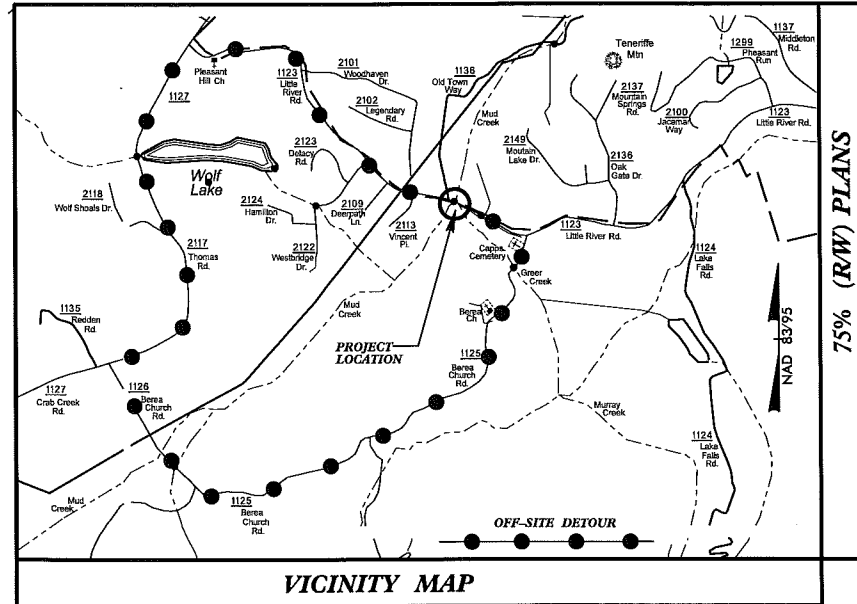 1137
Middleton
Rd.
1299
Pheasant
Run
Teneriffe
Mtn
2101
Woodhaven
Dr.
1136
Old Town
Way
Pleasant
Hill Ch
1123
Little
River
Rd.
1127
2102
Legendary
Rd.
Mud
Creek
2137
Mountain
Springs
Rd.
2100
Jacamar
Way
1123
Little River Rd.
2123
Delacy
Rd.
2149
Moutain
Lake Dr.
2136
Oak
Gate Dr.
Wolf
Lake
2118
Wolf Shoals Dr.
2124
Hamilton
Dr.
2109
Deerpath
Ln.
2113
Vincent
Pl.
1123
Little River Rd.
2117
Thomas
Rd.
2122
Westbridge
Dr.
Capps
Cemetery
Greer
Creek
1124
Lake
Falls
Rd.
Mud
Creek
1135
Redden
Rd.
Berea
Ch
PROJECT
LOCATION
1125
Berea
Church
Rd.
NAD 83/95
1127
Crab Creek
Rd.
1126
Berea
Church
Rd.
Murray
Creek
1124
Lake
Falls
Rd.
Mud
Creek
1125
Berea
Church
Rd.
OFF-SITE DETOUR
VICINITY MAP
75% (R/W) PLANS